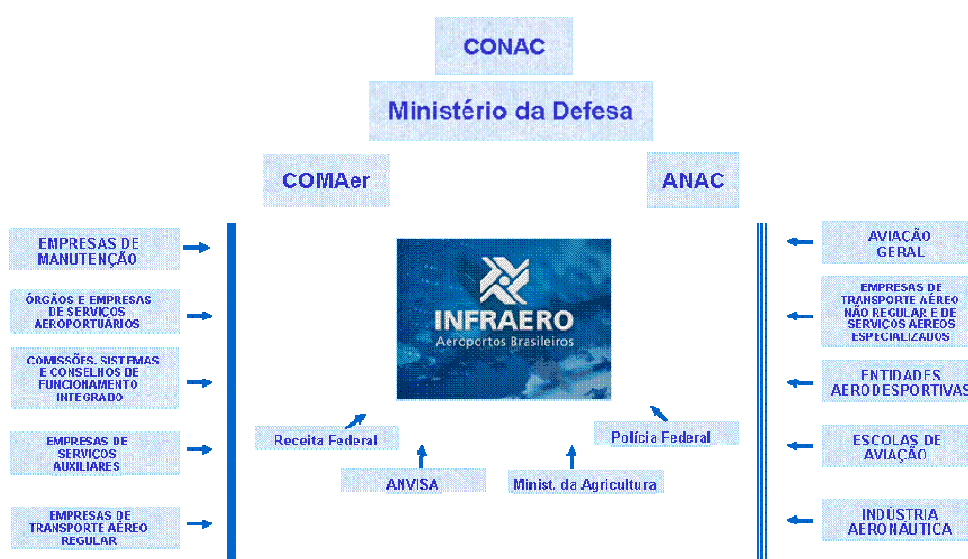 CONAC
Ministério da Defesa
COMAer
ANAC
EMPRESAS DE
MANUTENÇÃO
ÓRGÃOS E EMPRESAS
DE SERVIÇOS
AEROPORTUÁRIOS
COMISSÕES, SISTEMAS
E CONSELHOS DE
FUNCIONAMENTO
INTEGRADO
EMPRESAS DE
SERVIÇOS
AUXILIARES
EMPRESAS DE
TRANSPORTE AÉREO
REGULAR
INFRAERO
Aeroportos Brasileiros
Receita Federal
Polícia Federal
ANVISA
Minist. da Agricultura
AVIAÇÃO
GERAL
EMPRESAS DE
TRANSPORTE AÉREO
NÃO REGULAR E DE
SERVIÇOS AÉREOS
ESPECIALIZADOS
ENTIDADES
AERODESPORTIVAS
ESCOLAS DE
AVIAÇÃO
INDÚSTRIA
AERONÁUTICA